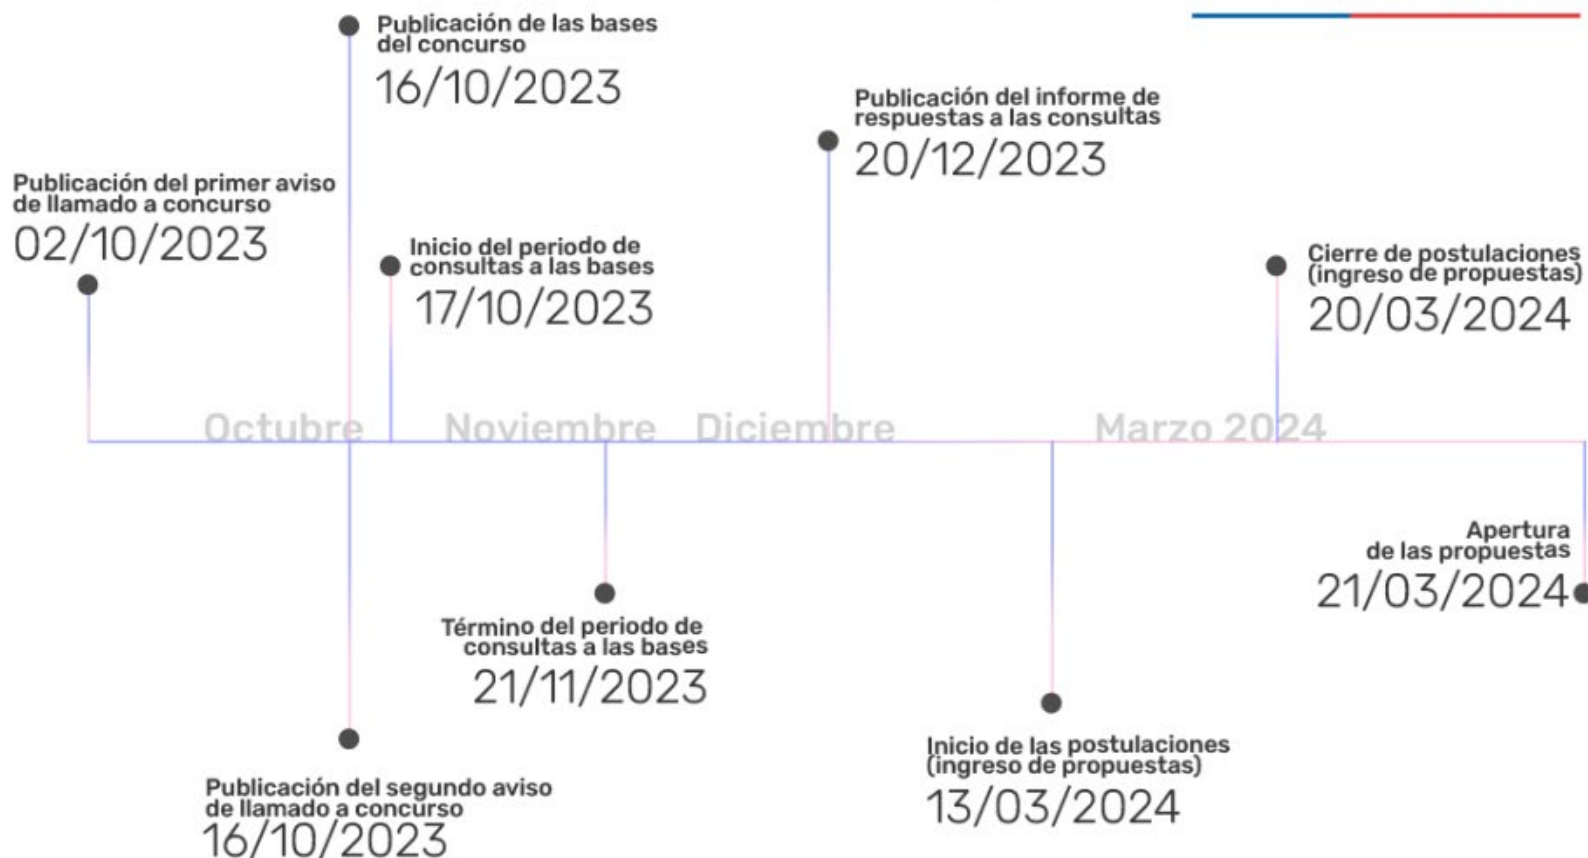 Publicación de las bases
del concurso
16/10/2023
Publicación del informe de
respuestas a las consultas
20/12/2023
Publicación del primer aviso
de llamado a concurso
02/10/2023
Inicio del periodo de
consultas a las bases
17/10/2023
Cierre de postulaciones
(ingreso de propuestas)
20/03/2024
Octubre
Noviembre
Diciembre
Marzo 2024
Apertura
de las propuestas
21/03/2024
Término del periodo de
consultas a las bases
21/11/2023
Inicio de las postulaciones
(ingreso de propuestas)
13/03/2024
Publicación del segundo aviso
de llamado a concurso
16/10/2023